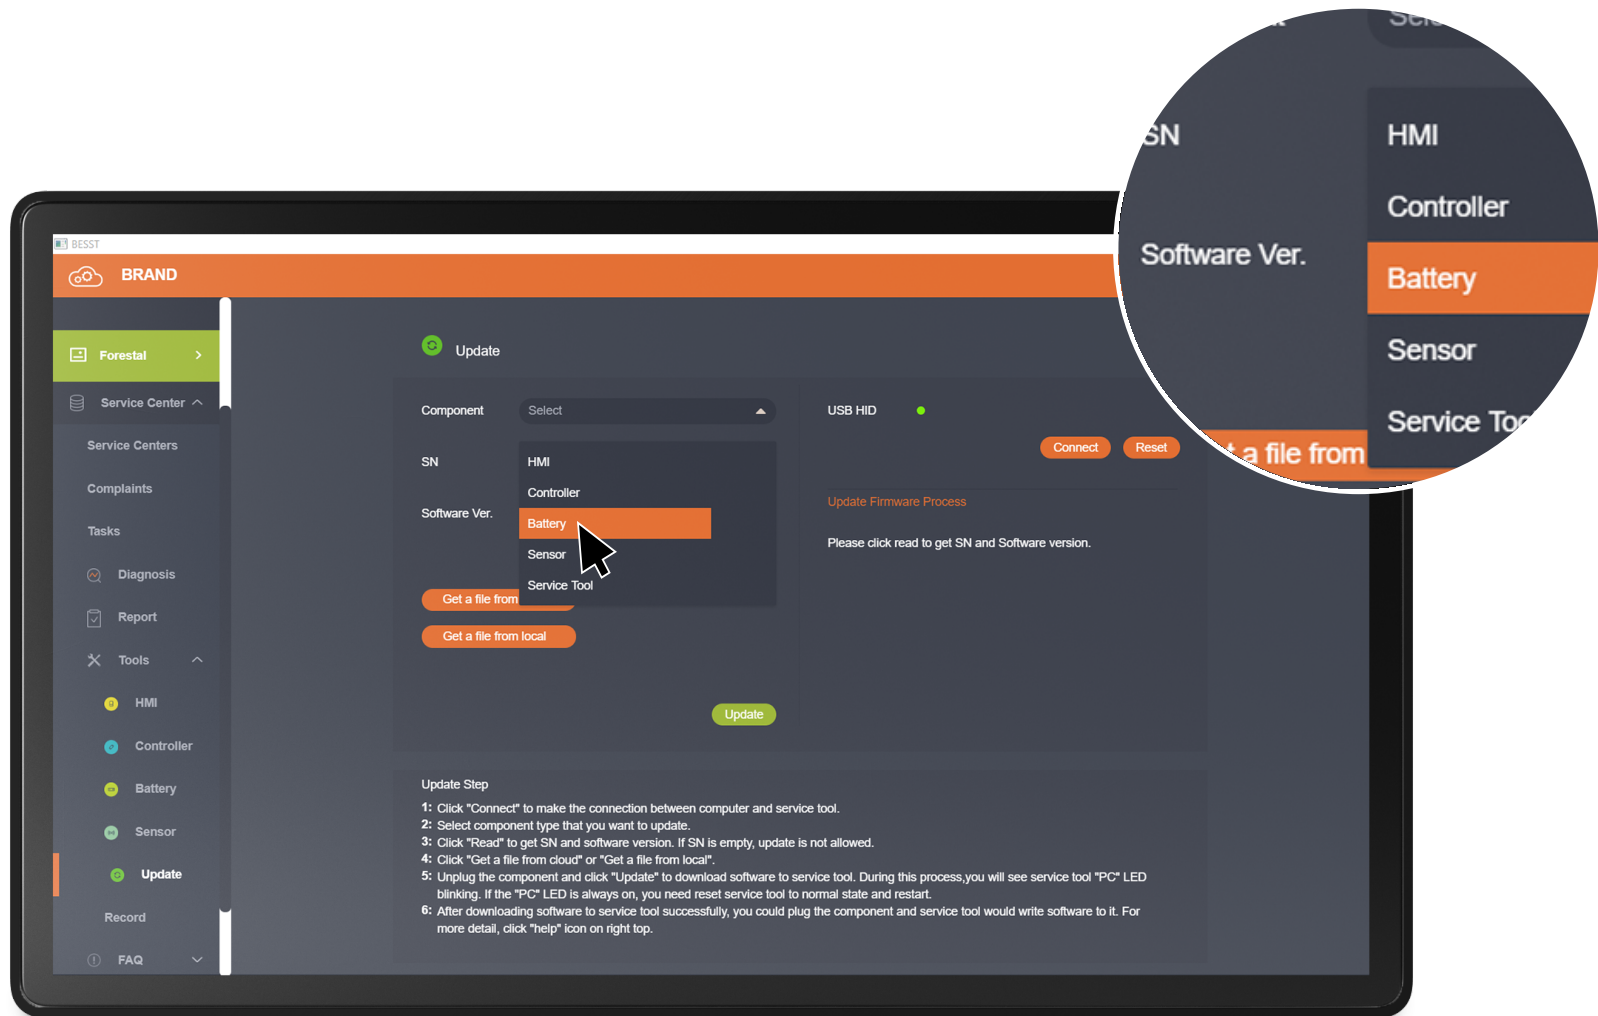 BESST
BRAND
Forestal
Service Center
Service Centers
Complaints
Tasks
Diagnosis
Report
Tools
HMI
Controller
Battery
Sensor
Update
Record
FAQ
Update
Component
Select
SN
HMI
Controller
Software Ver.
Battery
Sensor
Service Tool
Get a file from
Get a file from local
Update
USB HID
Connect
Reset
Update Firmware Process
Please click read to get SN and Software version.
Update Step
1: Click "Connect" to make the connection between computer and service tool.
2: Select component type that you want to update.
3: Click "Read" to get SN and software version. If SN is empty, update is not allowed.
4: Click "Get a file from cloud" or "Get a file from local".
5: Unplug the component and click "Update" to download software to service tool. During this process,you will see service tool "PC" LED
blinking. If the "PC" LED is always on, you need reset service tool to normal state and restart.
6: After downloading software to service tool successfully, you could plug the component and service tool would write software to it. For
more detail, click "help" icon on right top.
SN
HMI
Controller
Software Ver.
Battery
Sensor
Service Too
a file from